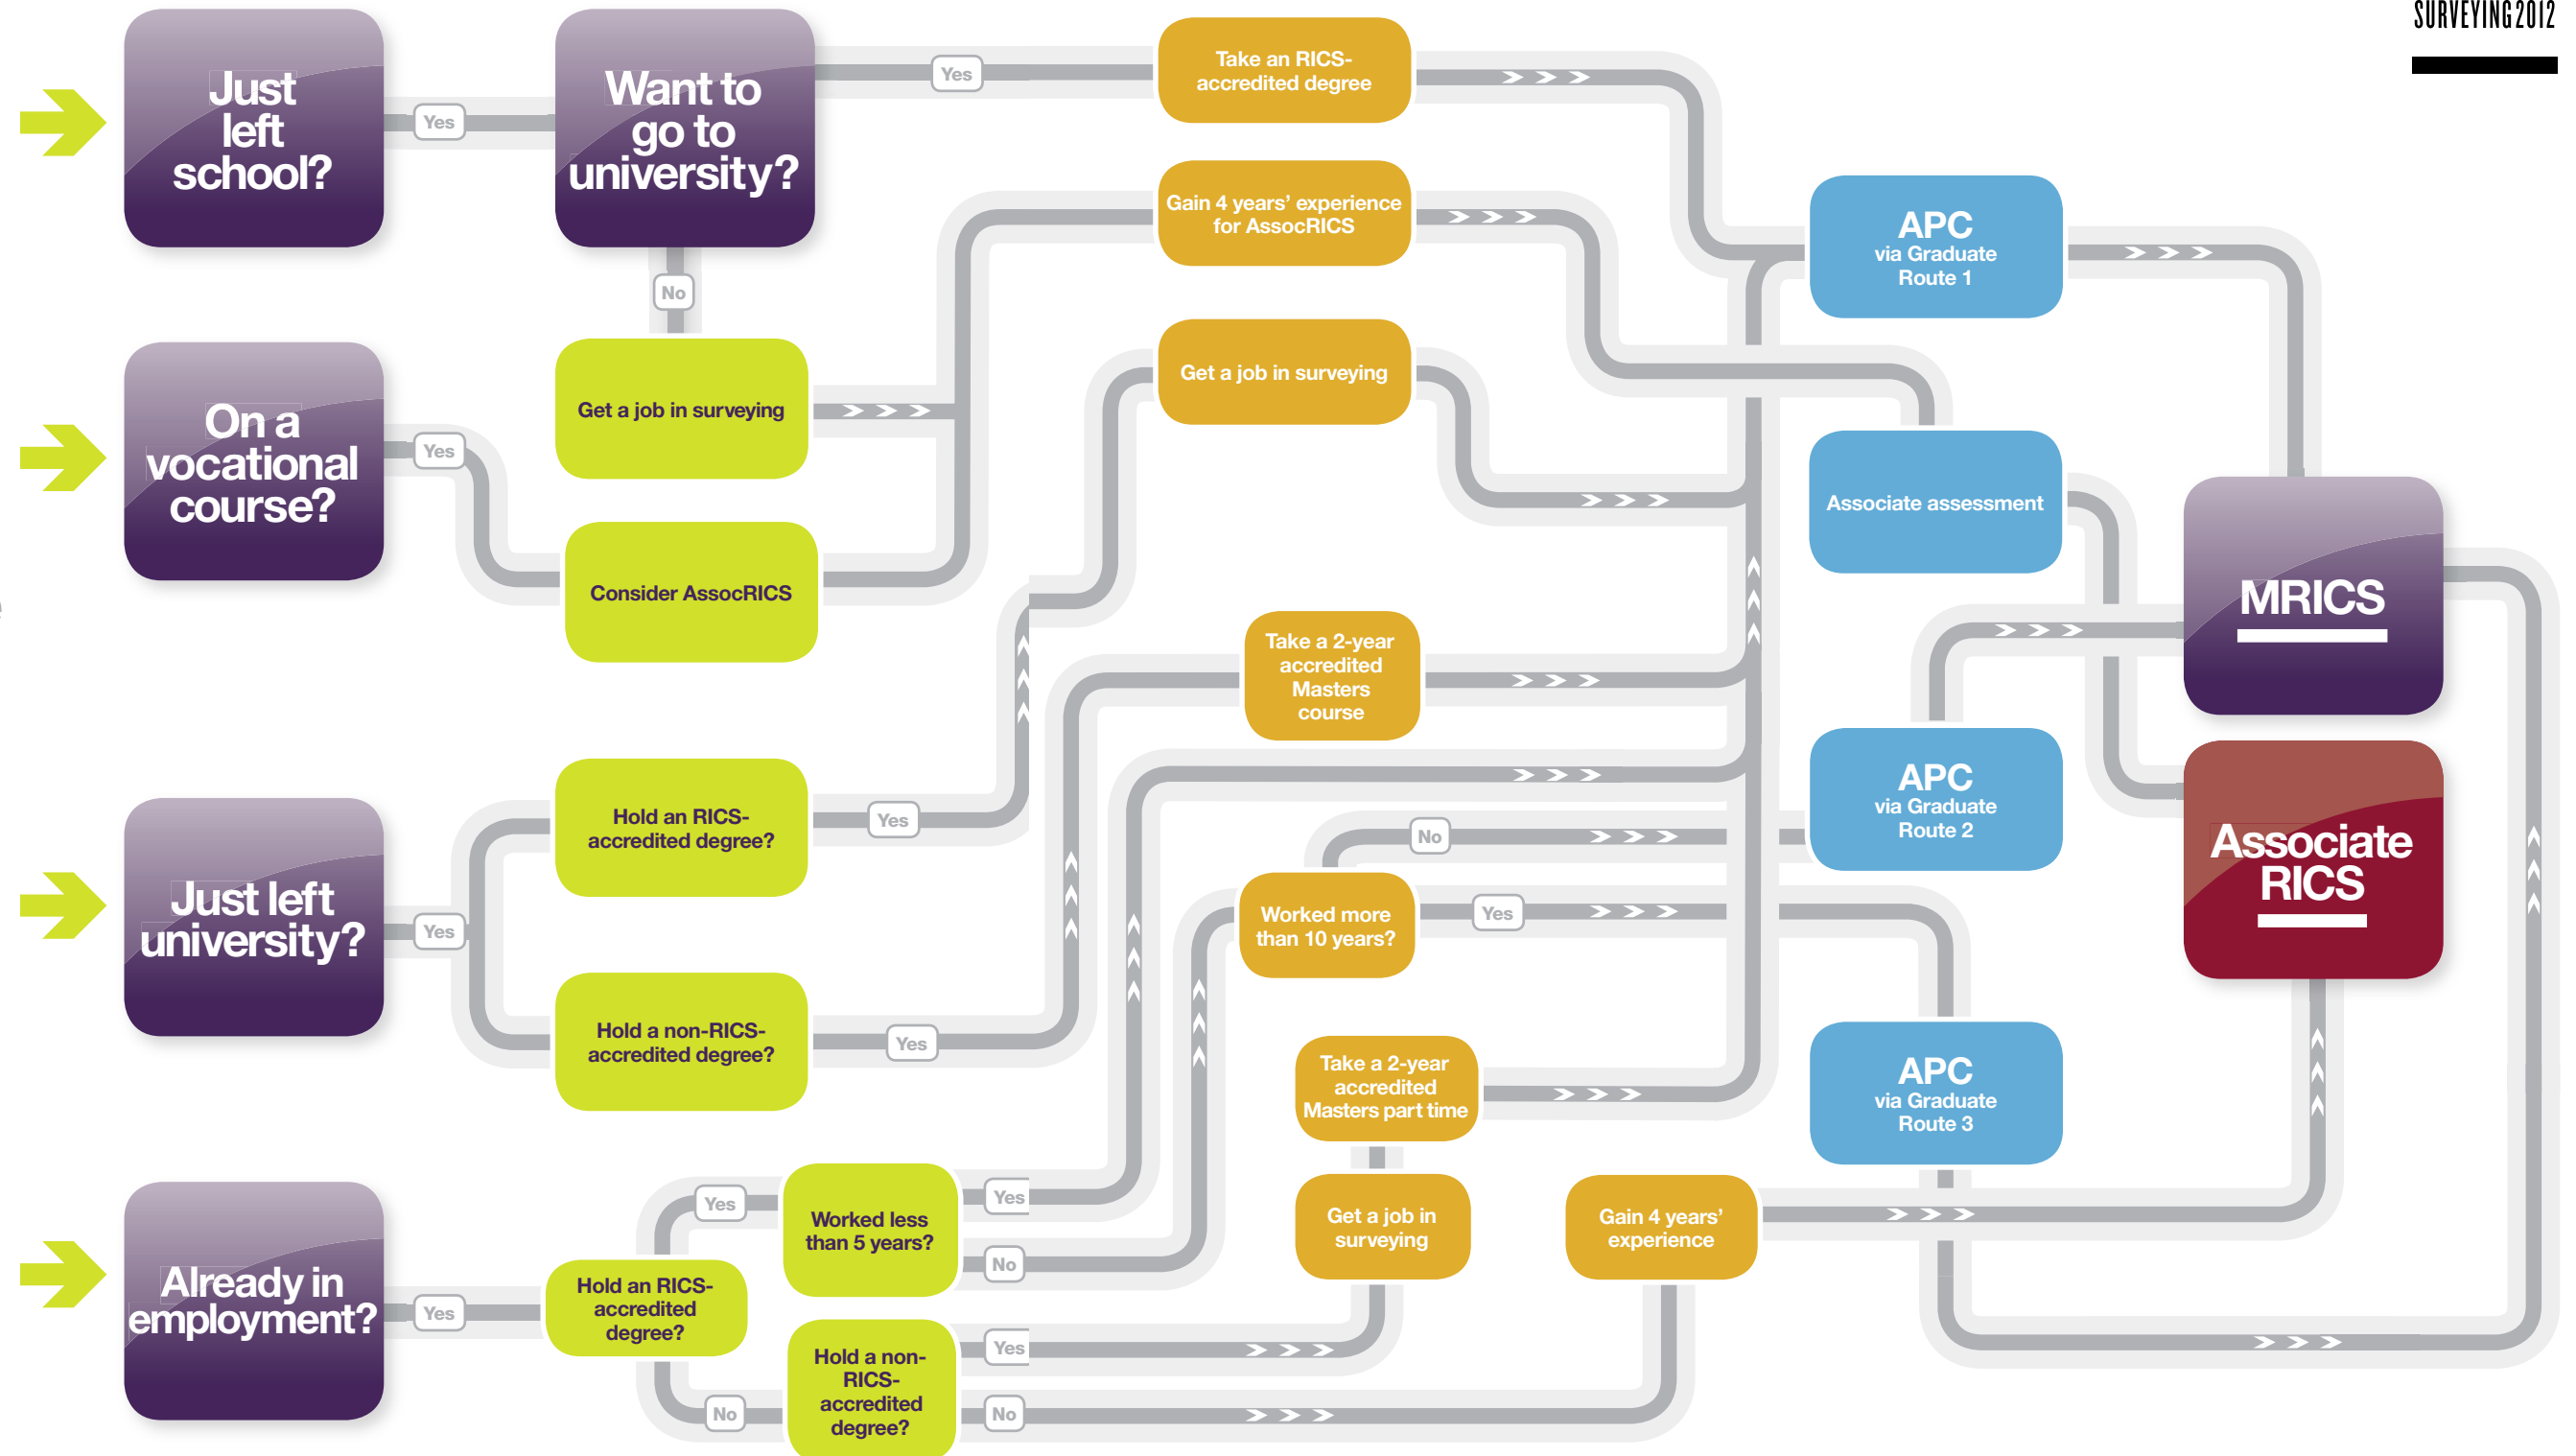 SURVEYING2012
Just
left
school?
Yes
Want to
go to
university?
Yes
Take an RICS-
accredited degree
No
Gain 4 years’ experience
for AssocRICS
APC
via Graduate
Route 1
On a
vocational
course?
Yes
Get a job in surveying
Get a job in surveying
Consider AssocRICS
Associate assessment
MRICS
Take a 2-year
accredited
Masters
course
Just left
university?
Yes
Hold an RICS-
accredited degree?
Yes
Hold a non-RICS-
accredited degree?
Yes
No
Worked more
than 10 years?
Yes
APC
via Graduate
Route 2
Associate
RICS
Take a 2-year
accredited
Masters part time
APC
via Graduate
Route 3
Already in
employment?
Yes
Hold an RICS-
accredited
degree?
Yes
Worked less
than 5 years?
Yes
No
Get a job in
surveying
Gain 4 years’
experience
No
Hold a non-
RICS-
accredited
degree?
Yes
No